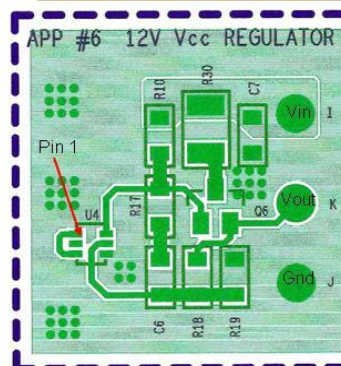 APP #6 12V Vcc REGULATOR
R10
R30
C7
Vin
I
Pin 1
U4
R17
Vout
K
Q6
Gnd
J
C6
R18
R19